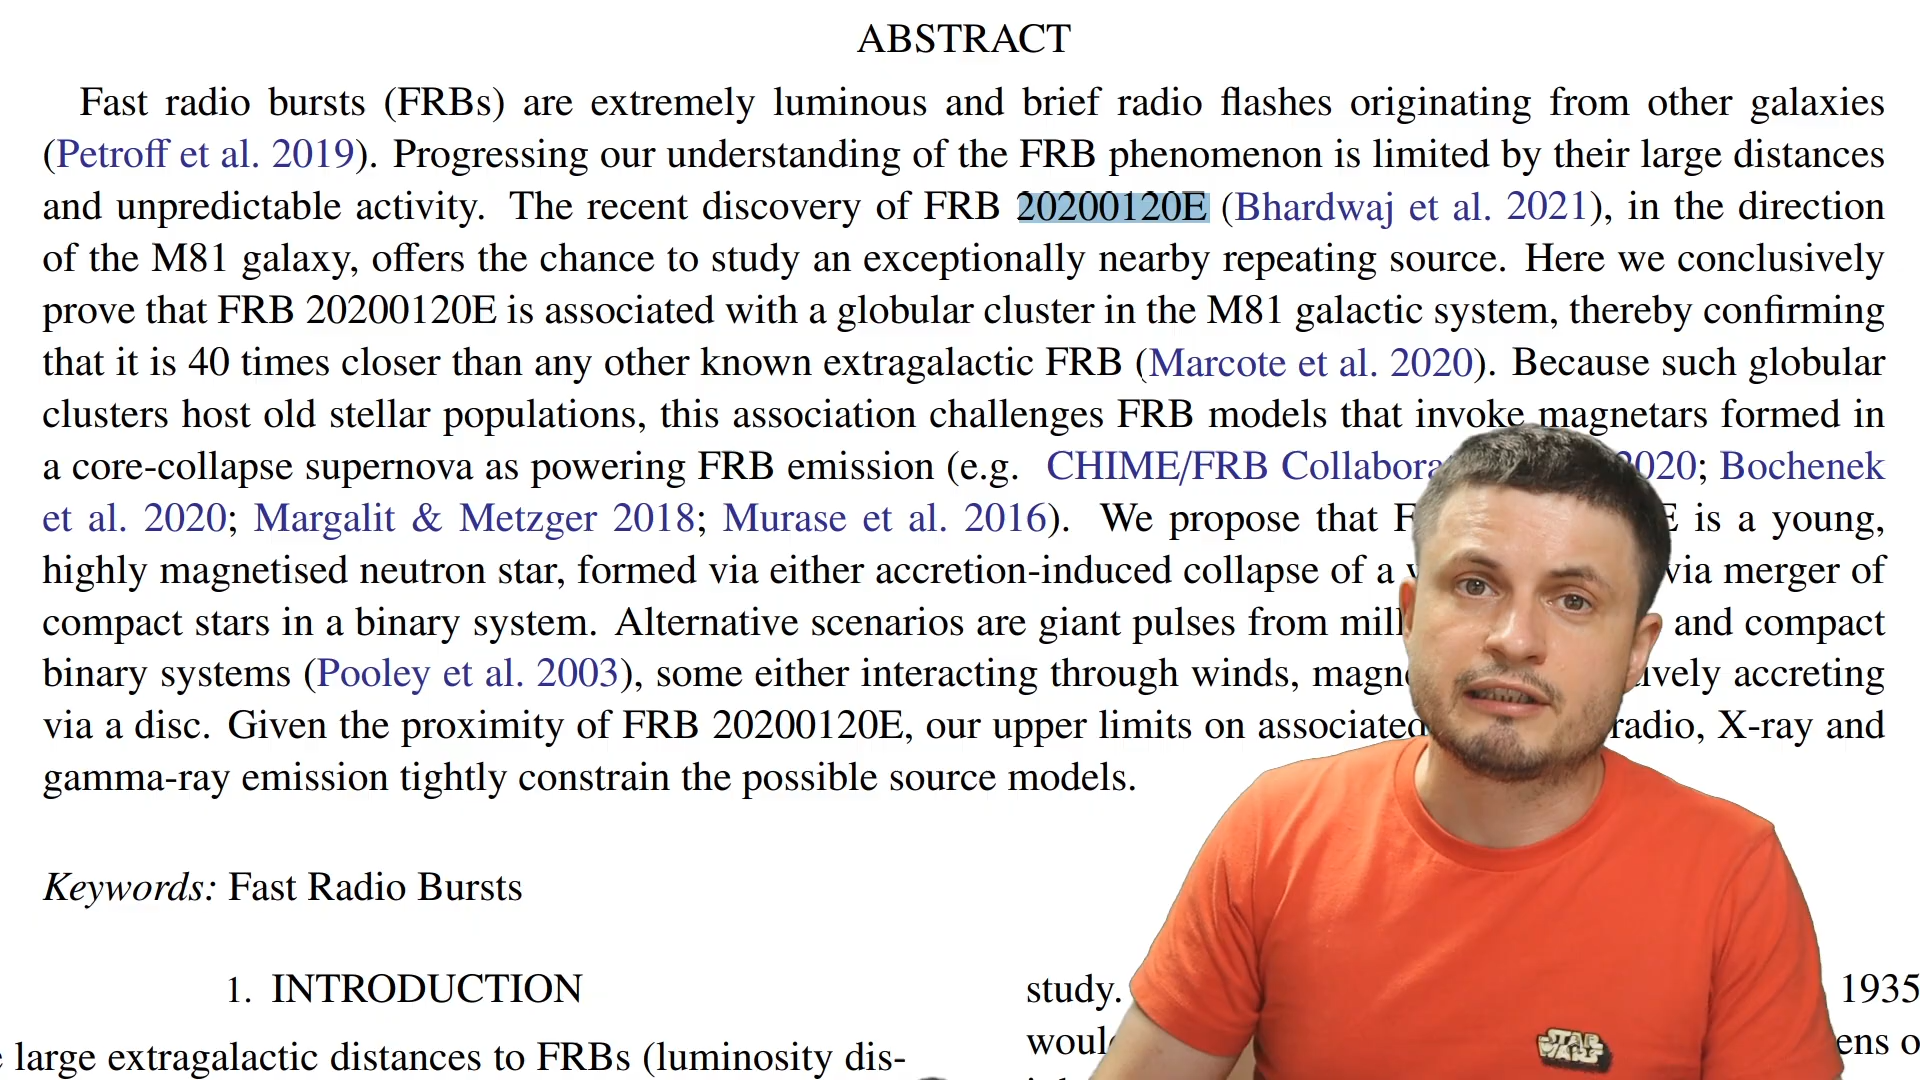 ABSTRACT
Fast radio bursts (FRBs) are extremely luminous and brief radio flashes originating from other galaxies
(Petroff et al. 2019). Progressing our understanding of the FRB phenomenon is limited by their large distances
and unpredictable activity. The recent discovery of FRB 20200120E (Bhardwaj et al. 2021), in the direction
of the M81 galaxy, offers the chance to study an exceptionally nearby repeating source. Here we conclusively
prove that FRB 20200120E is associated with a globular cluster in the M81 galactic system, thereby confirming
that it is 40 times closer than any other known extragalactic FRB (Marcote et al. 2020). Because such globular
clusters host old stellar populations, this association challenges FRB models that invoke magnetars formed in
a core-collapse supernova as powering FRB emission (e.g. CHIME/FRB 2020; Bochenek
et al. 2020; Margalit & Metzger 2018; Murase et al. 2016). We propose that is a young,
highly magnetised neutron star, formed via either accretion-induced collapse of a via merger of
compact stars in a binary system. Alternative scenarios are giant pulses from and compact
binary systems (Pooley et al. 2003), some either interacting through winds, accreting
via a disc. Given the proximity of FRB 20200120E, our upper limits on associated radio, X-ray and
gamma-ray emission tightly constrain the possible source models.
Keywords: Fast Radio Bursts
1. INTRODUCTION
large extragalactic distances to FRBs (luminosity dis-
study. 1935
STAR
WARS